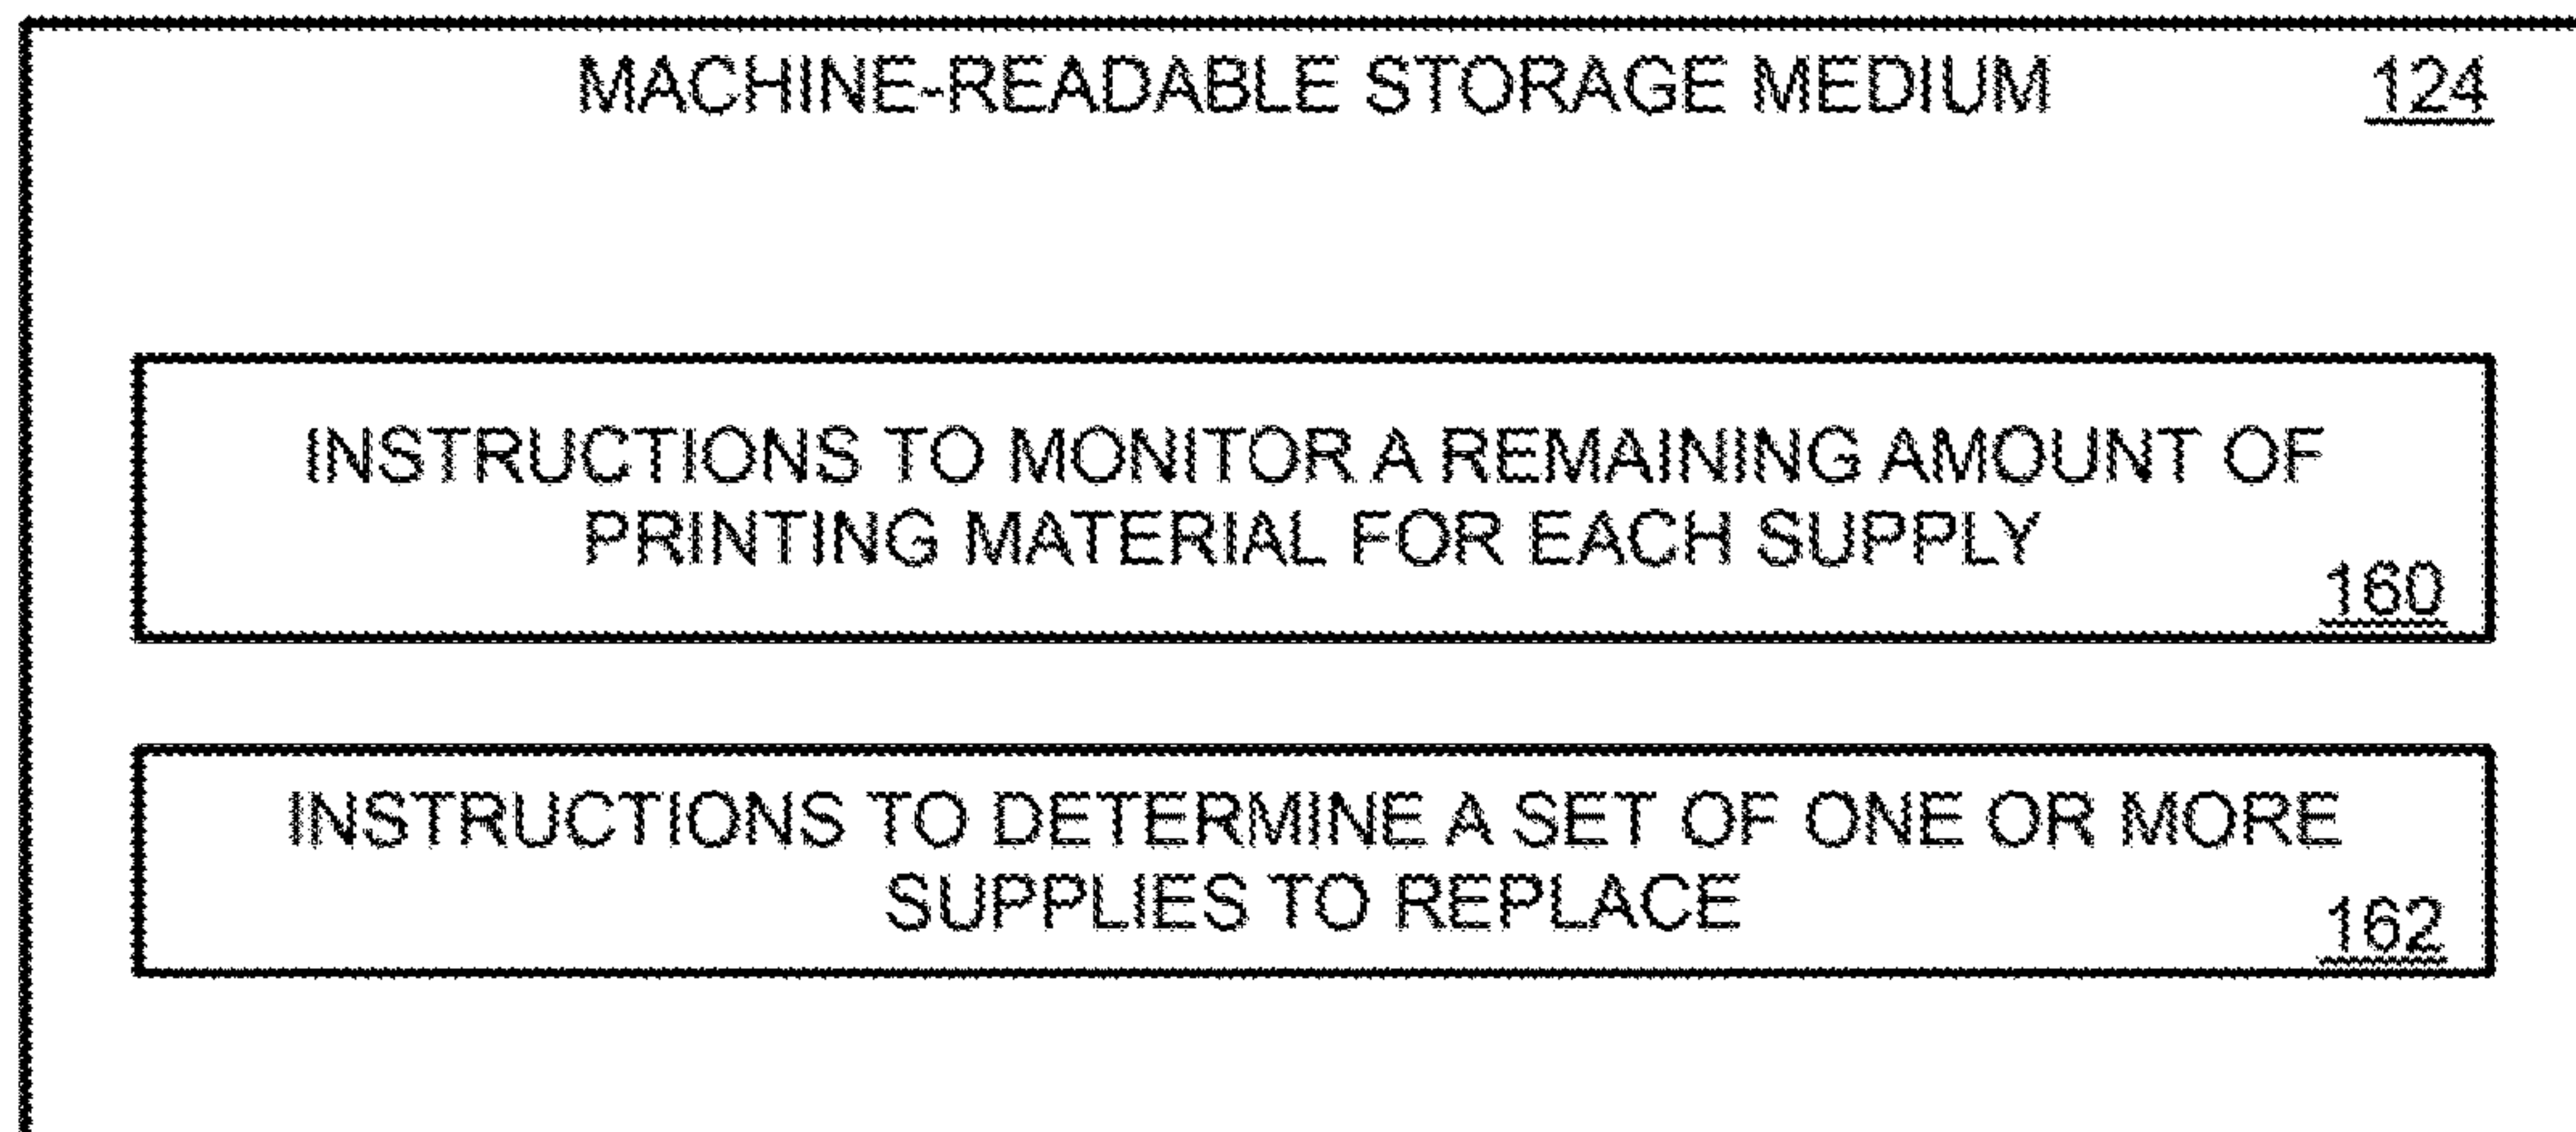 MACHINE-READABLE STORAGE MEDIUM 124
INSTRUCTIONS TO MONITOR A REMAINING AMOUNT OF
PRINTING MATERIAL FOR EACH SUPPLY
160
INSTRUCTIONS TO DETERMINE A SET OF ONE OR MORE
SUPPLIES TO REPLACE
162